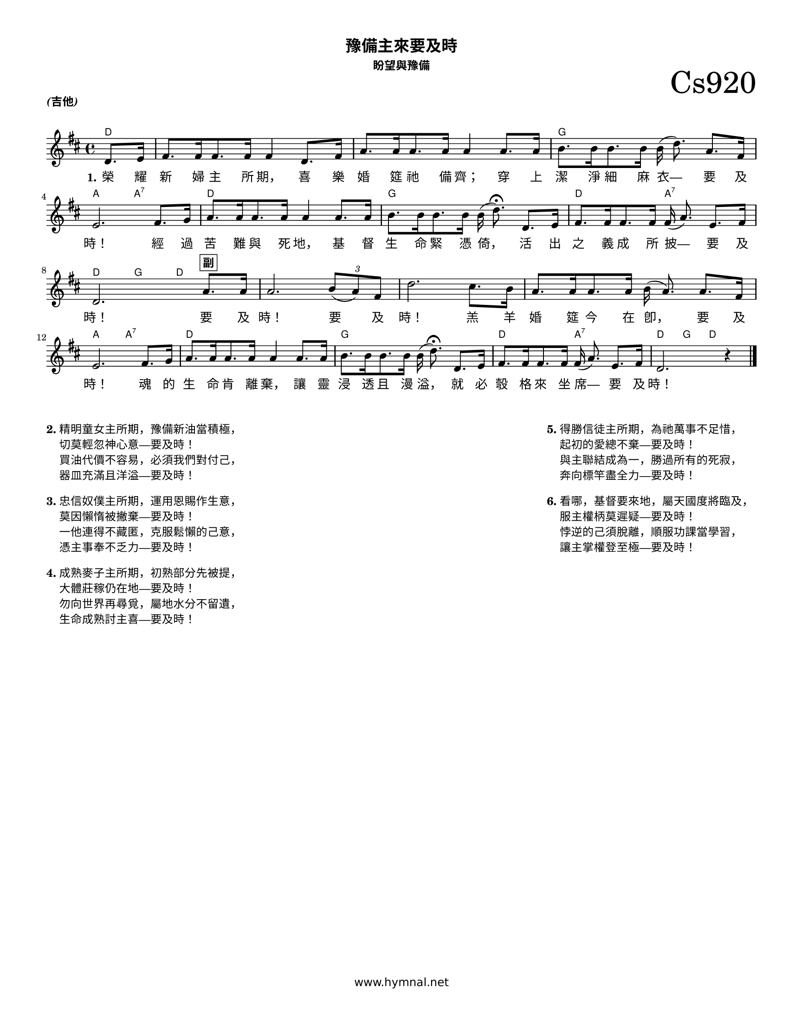 豫備主來要及時
盼望與豫備
Cs920
(吉他)
D G
1. 榮 耀 新 婦主 所期, 喜 樂 婚 筵祂 備齊; 穿 上 潔 淨細 麻 衣— 要 及
4 A A7 D G D A7
時! 經 過 苦 難與 死地, 基 督 生 命緊 憑倚, 活 出 之 義成 所 披— 要 及
8 D G D 副 3
時! 要 及 時! 要 及 時! 羔 羊 婚 筵今 在 卽, 要 及
12 A A7 D G D A7 D G D
時! 魂 的 生 命肯 離棄, 讓 靈 浸 透且 漫溢, 就 必 彀 格來 坐 席— 要 及時!
2. 精明童女主所期, 豫備新油當積極,
切莫輕忽神心意—要及時!
買油代價不容易, 必須我們對付己,
器皿充滿且洋溢—要及時!
3. 忠信奴僕主所期, 運用恩賜作生意,
莫因懶惰被撇棄—要及時!
一他連得不藏匿, 克服鬆懶的己意,
憑主事奉不乏力—要及時!
4. 成熟麥子主所期, 初熟部分先被提,
大體莊稼仍在地—要及時!
勿向世界再尋覓, 屬地水分不留遺,
生命成熟討主喜—要及時!
5. 得勝信徒主所期, 為祂萬事不足惜,
起初的愛總不棄—要及時!
與主聯結成為一, 勝過所有的死寂,
奔向標竿盡全力—要及時!
6. 看哪, 基督要來地, 屬天國度將臨及,
服主權柄莫遲疑—要及時!
悖逆的己須脫離, 順服功課當學習,
讓主掌權登至極—要及時!
www.hymnal.net